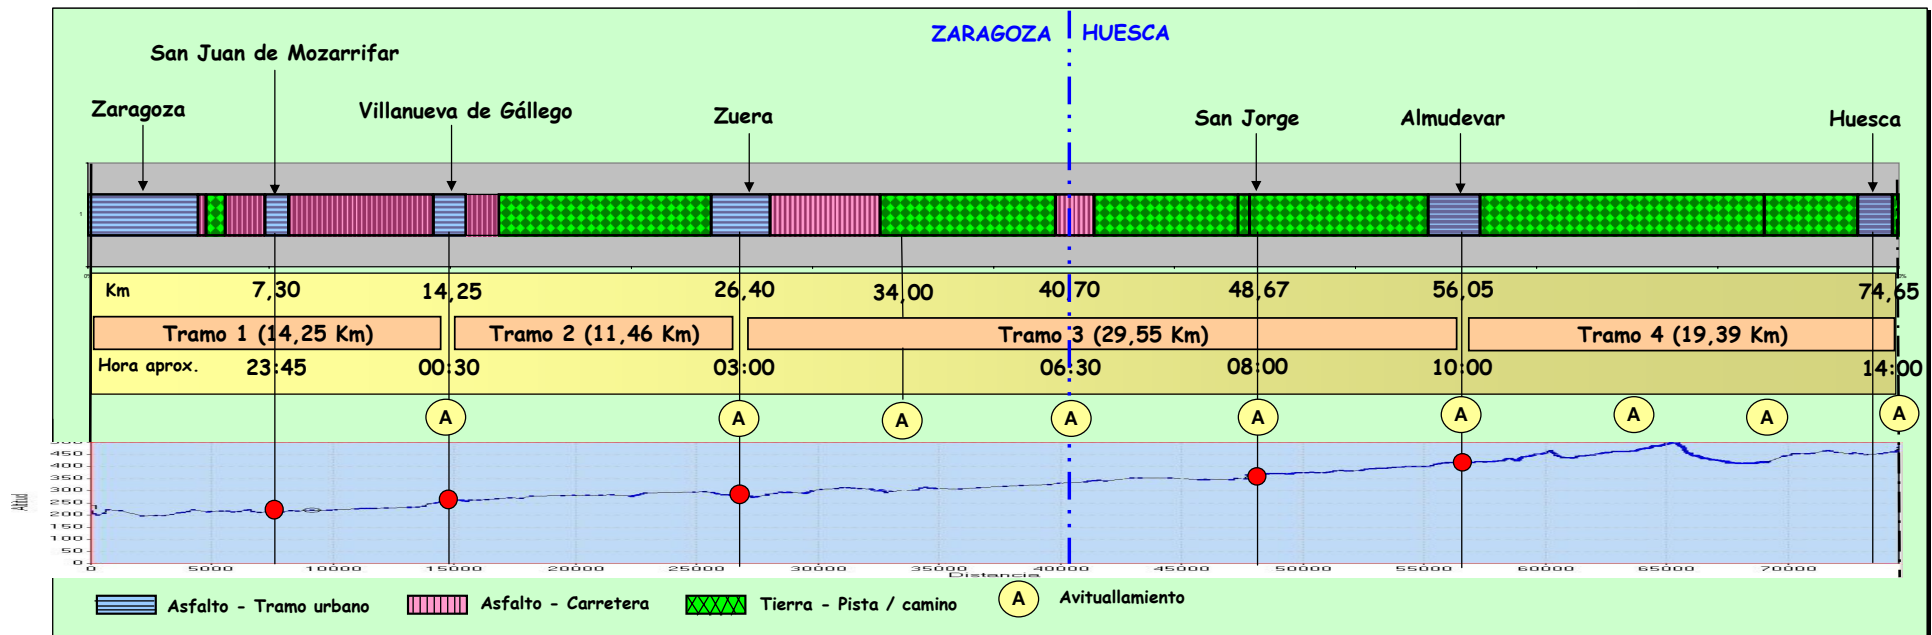 ZARAGOZA HUESCA
San Juan de Mozarrifar
Zaragoza
Villanueva de Gállego
Zuera
San Jorge
Almudevar
Huesca
Km 7,30 14,25 26,40 34,00 40,70 48,67 56,05 74,65
Tramo 1 (14,25 Km) Tramo 2 (11,46 Km) Tramo 3 (29,55 Km) Tramo 4 (19,39 Km)
Hora aprox. 23:45 00:30 03:00 06:30 08:00 10:00 14:00
A A A A A A A A A
450
400
350
300
250
200
150
100
50
0
Altitud
0 5000 10000 15000 20000 25000 30000 35000 40000 45000 50000 55000 60000 65000 70000
Distancia
Asfalto - Tramo urbano Asfalto - Carretera Tierra - Pista / camino A Avituallamiento